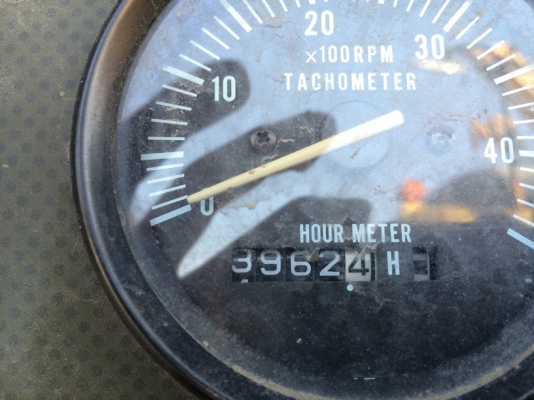 20
×100RPM 30
10 TACHOMETER
40
0
HOUR METER
39624 H